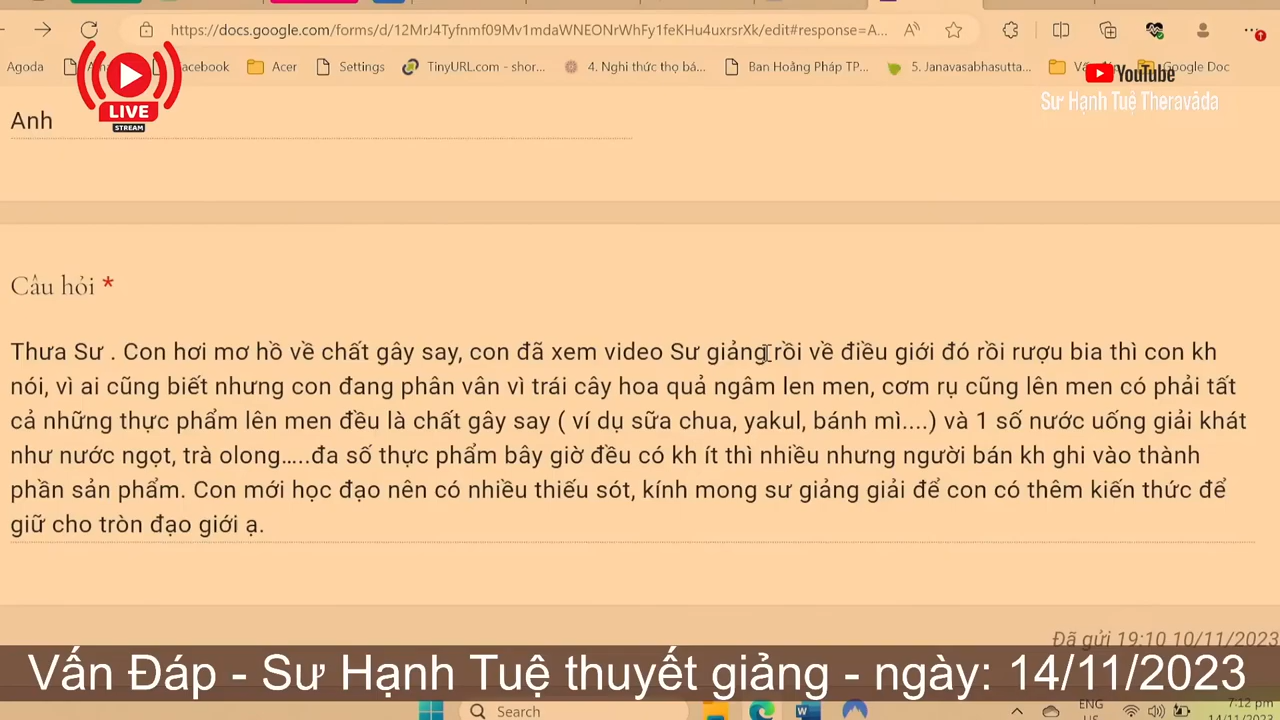 https://docs.google.com/forms/d/12MrJ4Tyfnmf09Mv1mdaWNEONrWhFy1feKHu4uxrsrXk/edit#response=A...
Agoda
Facebook
Acer
Settings
TinyURL.com - shor...
4. Nghi thức thọ bá...
Ban Hoằng Pháp TP...
5. Janavasabhasutta...
Google Doc
LIVE
STREAM
YouTube
Sư Hạnh Tuệ Theravāda
Anh
Câu hỏi *
Thưa Sư . Con hơi mơ hồ về chất gây say, con đã xem video Sư giảng rồi về điều giới đó rồi rượu bia thì con kh
nói, vì ai cũng biết nhưng con đang phân vân vì trái cây hoa quả ngâm len men, cơm rụ cũng lên men có phải tất
cả những thực phẩm lên men đều là chất gây say ( ví dụ sữa chua, yakul, bánh mì....) và 1 số nước uống giải khát
như nước ngọt, trà olong…..đa số thực phẩm bây giờ đều có kh ít thì nhiều nhưng người bán kh ghi vào thành
phần sản phẩm. Con mới học đạo nên có nhiều thiếu sót, kính mong sư giảng giải để con có thêm kiến thức để
giữ cho tròn đạo giới ạ.
Đã gửi 19:10 10/11/2023
Vấn Đáp - Sư Hạnh Tuệ thuyết giảng - ngày: 14/11/2023
Search
ENG
US
7:12 pm
14/11/2023